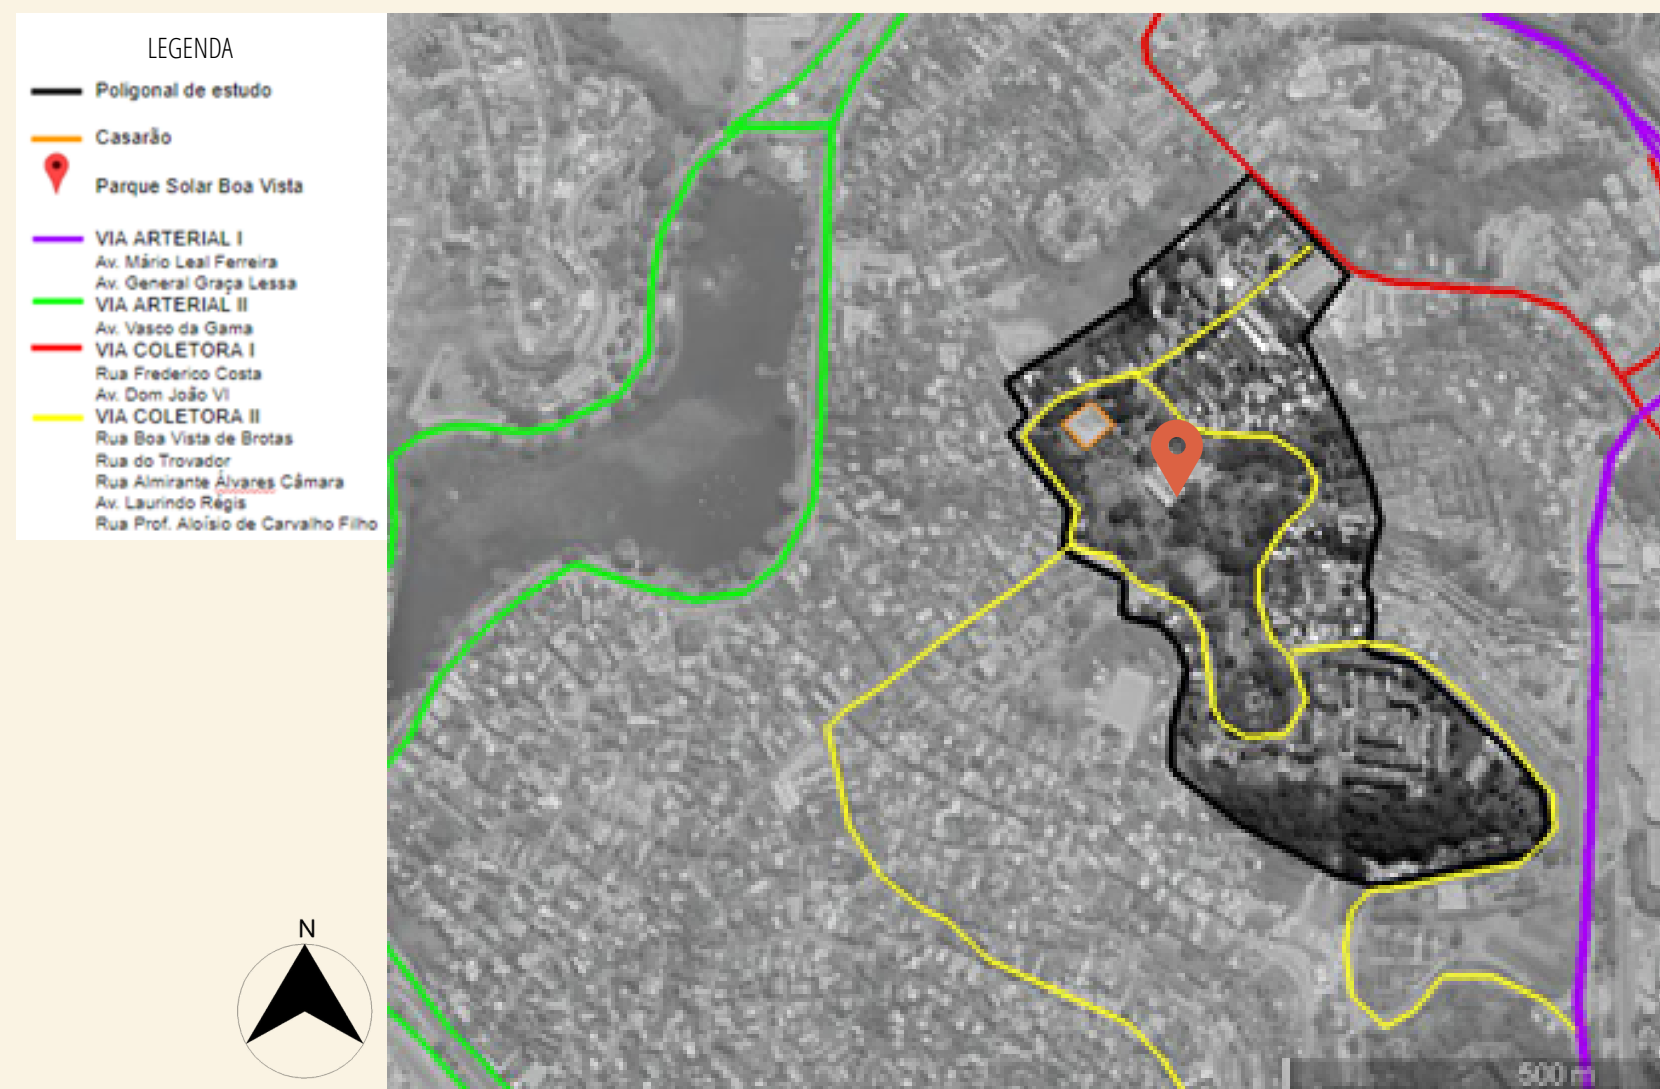 LEGENDA
Poligonal de estudo
Casarão
Parque Solar Boa Vista
VIA ARTERIAL I
Av. Mário Leal Ferreira
Av. General Graça Lessa
VIA ARTERIAL II
Av. Vasco da Gama
VIA COLETORA I
Rua Frederico Costa
Av. Dom João VI
VIA COLETORA II
Rua Boa Vista de Brotas
Rua do Trovador
Rua Almirante Álvares Câmara
Av. Laurindo Régis
Rua Prof. Aloísio de Carvalho Filho
N
500 m